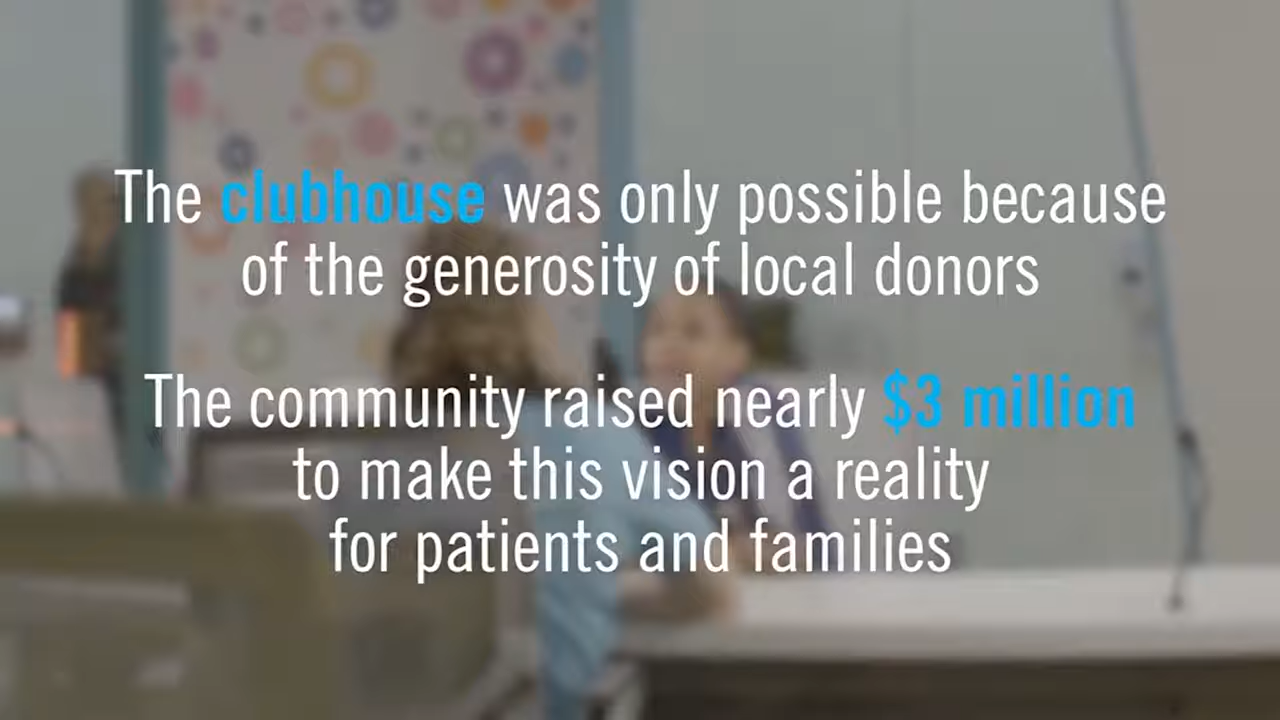 The clubhouse was only possible because
of the generosity of local donors
The community raised nearly $3 million
to make this vision a reality
for patients and families